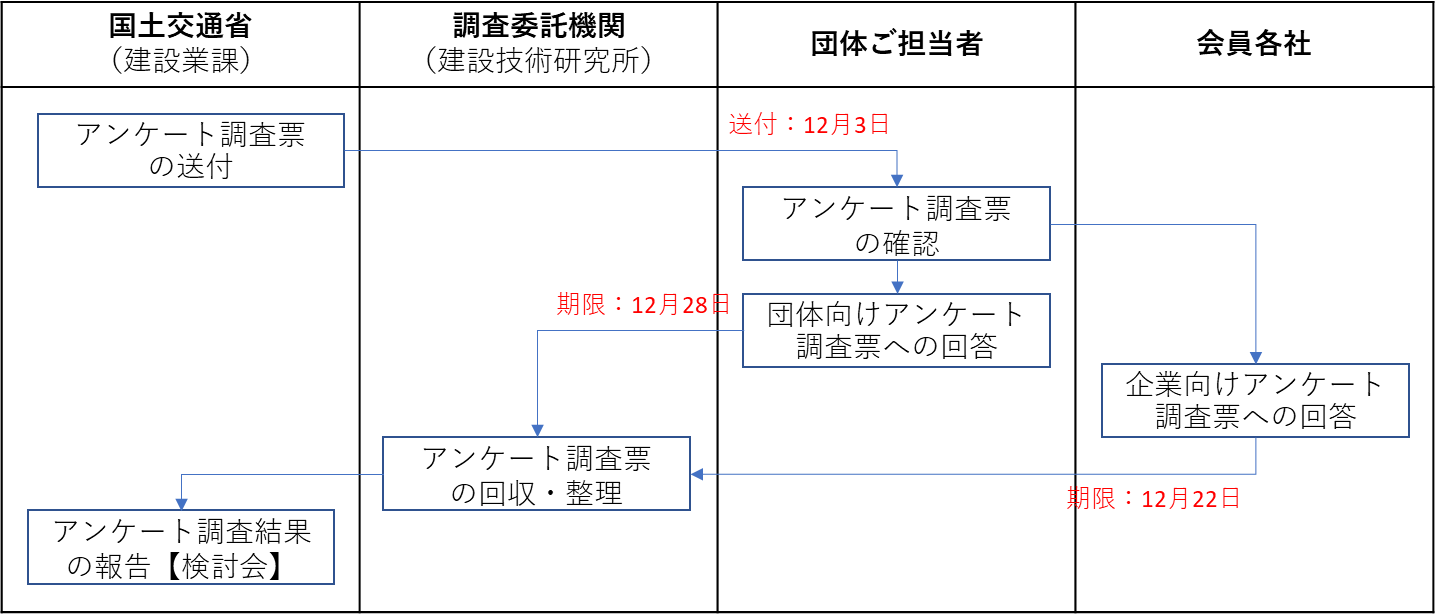 国土交通省
（建設業課）
調査委託機関
（建設技術研究所）
団体ご担当者
会員各社
アンケート調査票
の送付
送付：12月3日
アンケート調査票
の確認
期限：12月28日
団体向けアンケート
調査票への回答
企業向けアンケート
調査票への回答
アンケート調査票
の回収・整理
期限：12月22日
アンケート調査結果
の報告【検討会】